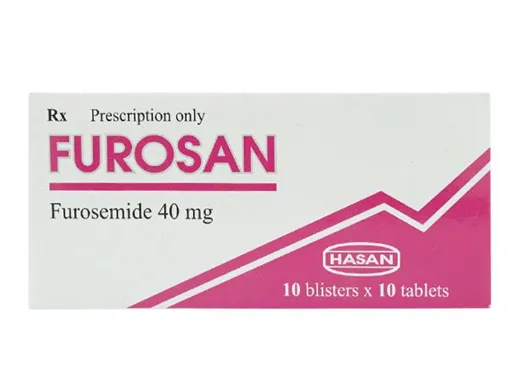 Rx Prescription only
FUROSAN
Furosemide 40 mg
HASAN
10 blisters x 10 tablets